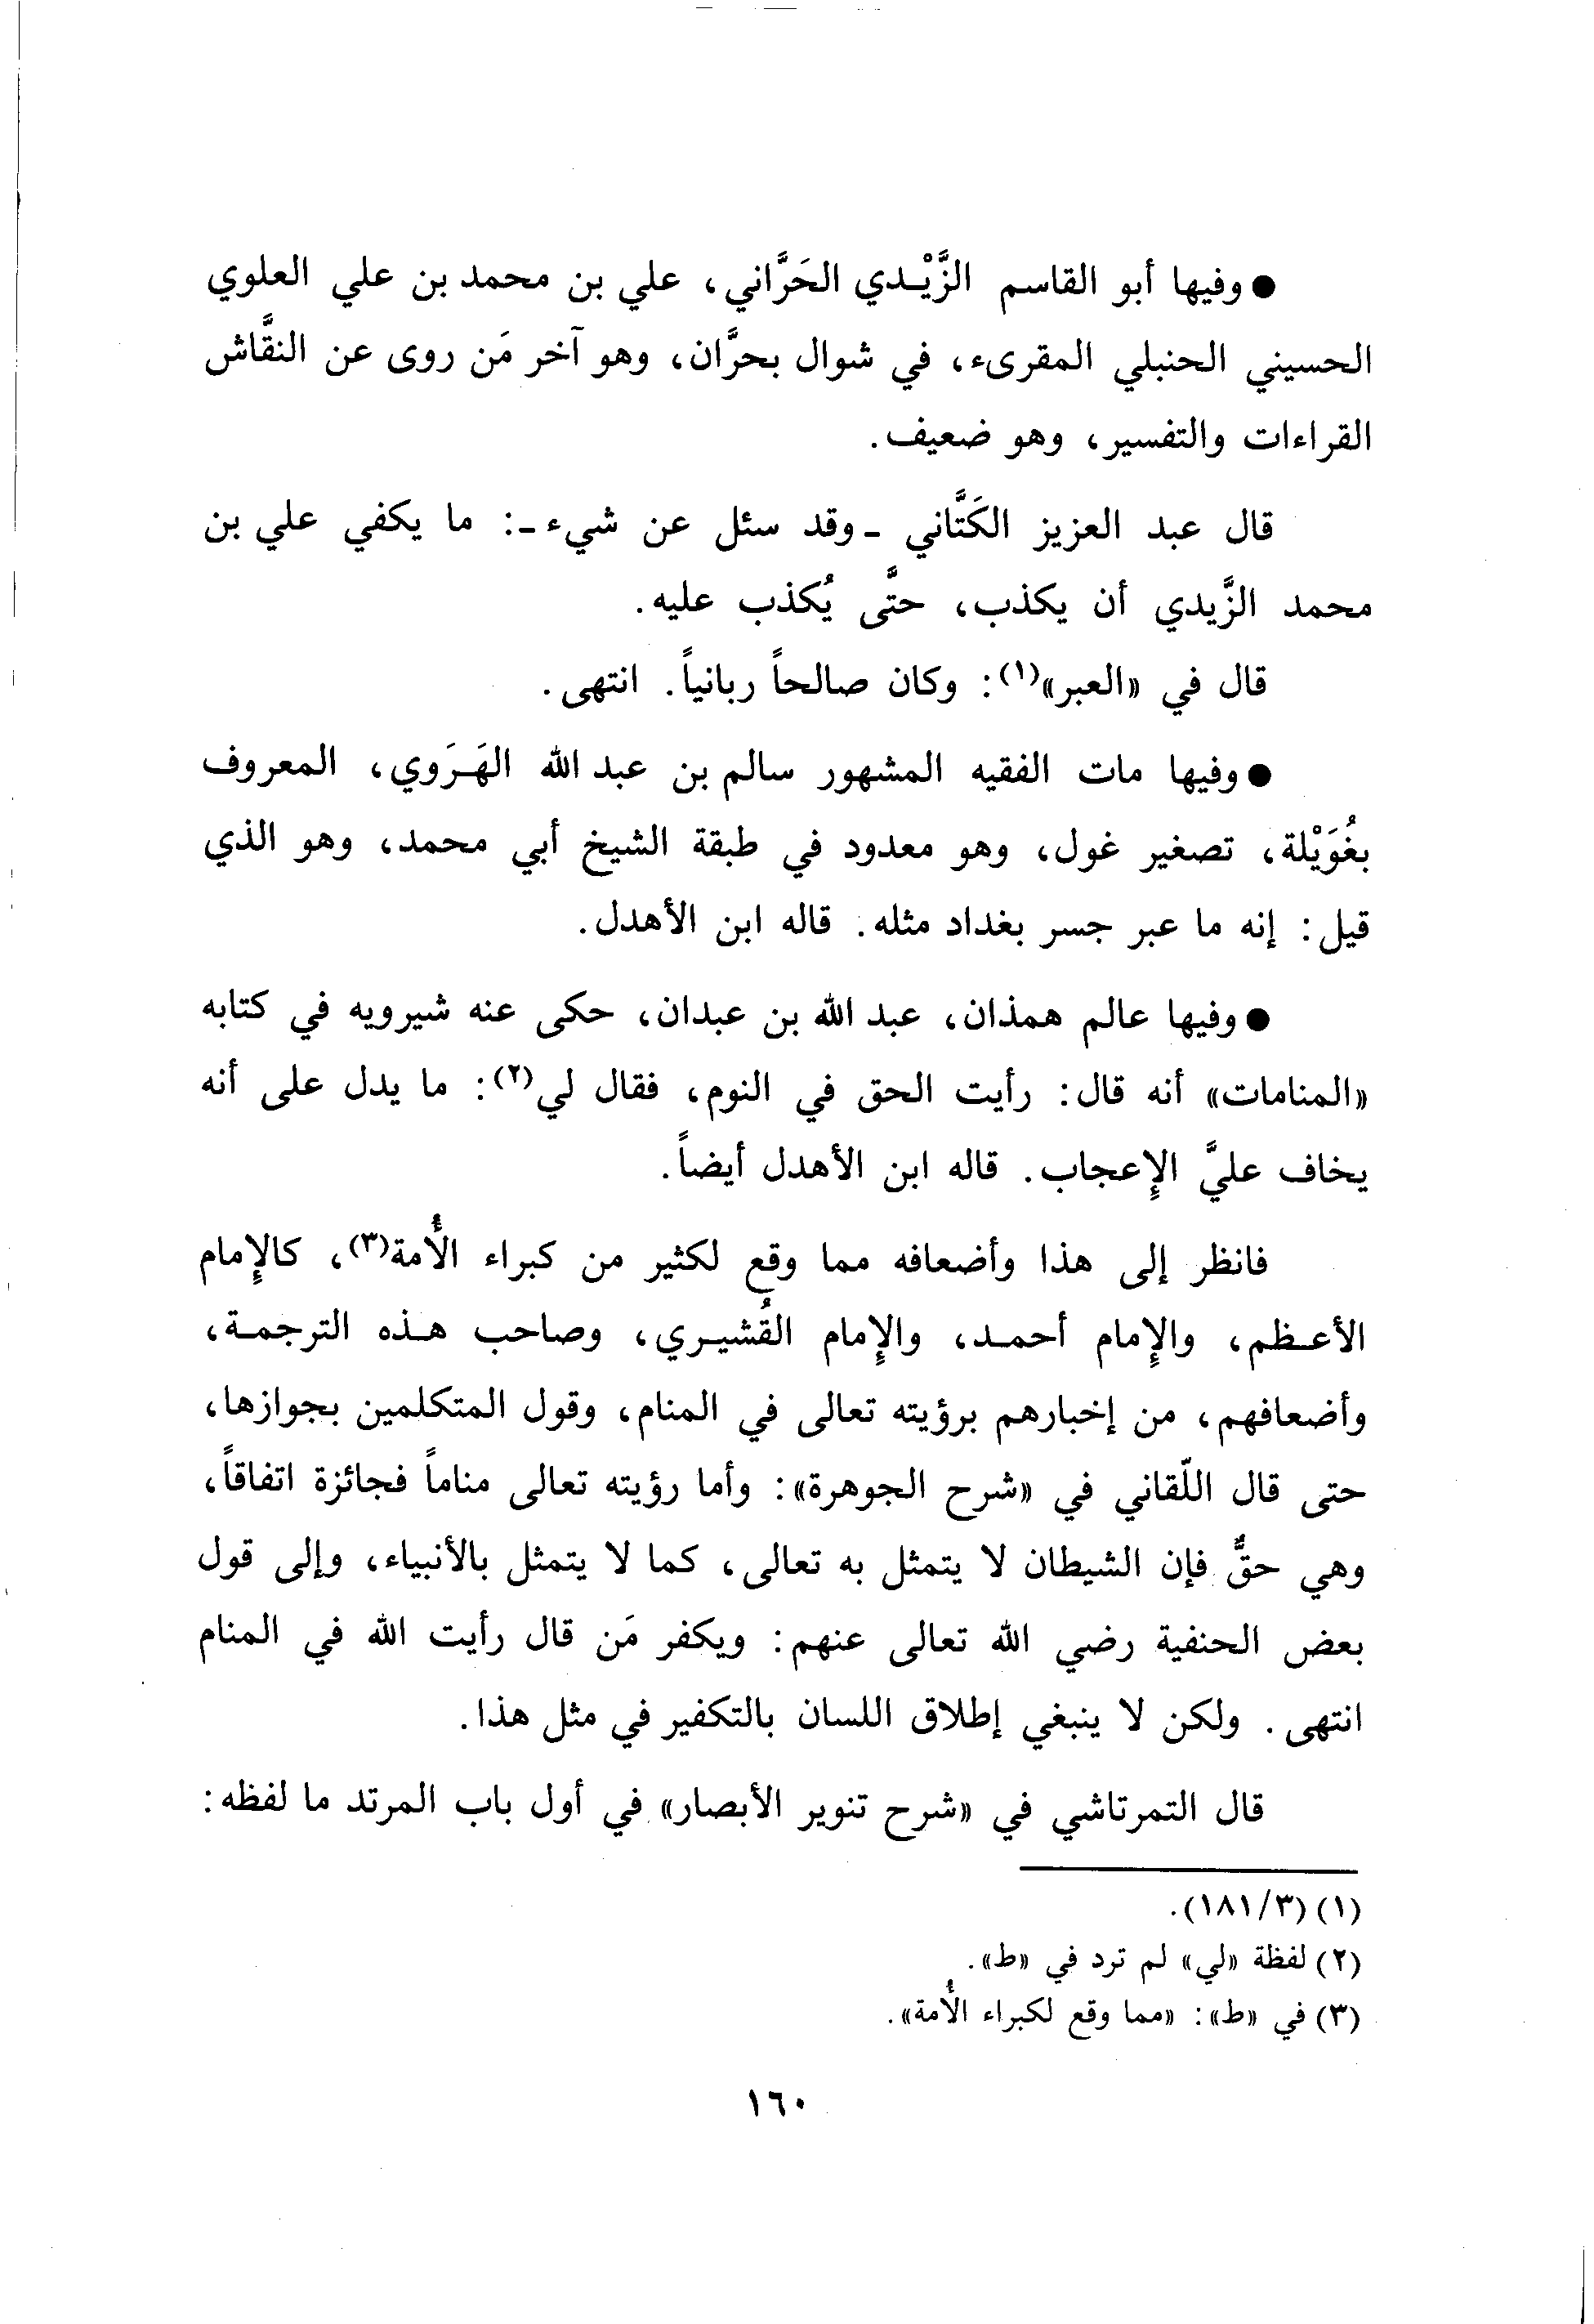 ● وفيها أبو القاسم الزَّيْدي الحَرَّاني، علي بن محمد بن علي العلوي
الحسيني الحنبلي المقرىء، في شوال بحرَّان، وهو آخر مَن روى عن النقَّاش
القراءات والتفسير، وهو ضعيف.
قال عبد العزيز الكَتَّاني ـ وقد سئل عن شيء ـ: ما يكفي علي بن
محمد الزَّيدي أن يكذب، حتَّى يُكذب عليه.
قال في «العبر»(١): وكان صالحاً ربانياً. انتهى.
● وفيها مات الفقيه المشهور سالم بن عبد الله الهَرَوي، المعروف
بغُوَيْلة، تصغير غول، وهو معدود في طبقة الشيخ أبي محمد، وهو الذي
قيل: إنه ما عبر جسر بغداد مثله. قاله ابن الأهدل.
● وفيها عالم همذان، عبد الله بن عبدان، حكى عنه شيرويه في كتابه
«المنامات» أنه قال: رأيت الحق في النوم، فقال لي(٢): ما يدل على أنه
يخاف عليَّ الإِعجاب. قاله ابن الأهدل أيضاً.
فانظر إلى هذا وأضعافه مما وقع لكثير من كبراء الأُمة(٣)، كالإِمام
الأعظم، والإِمام أحمد، والإِمام القُشيري، وصاحب هذه الترجمة،
وأضعافهم، من إخبارهم برؤيته تعالى في المنام، وقول المتكلمين بجوازها،
حتى قال اللّقاني في «شرح الجوهرة»: وأما رؤيته تعالى مناماً فجائزة اتفاقاً،
وهي حقٌّ فإن الشيطان لا يتمثل به تعالى، كما لا يتمثل بالأنبياء، وإلى قول
بعض الحنفية رضي الله تعالى عنهم: ويكفر مَن قال رأيت الله في المنام
انتهى. ولكن لا ينبغي إطلاق اللسان بالتكفير في مثل هذا.
قال التمرتاشي في «شرح تنوير الأبصار» في أول باب المرتد ما لفظه:
(١) (٣/١٨١).
(٢) لفظة «لي» لم ترد في «ط».
(٣) في «ط»: «مما وقع لكبراء الأُمة».
١٦٠